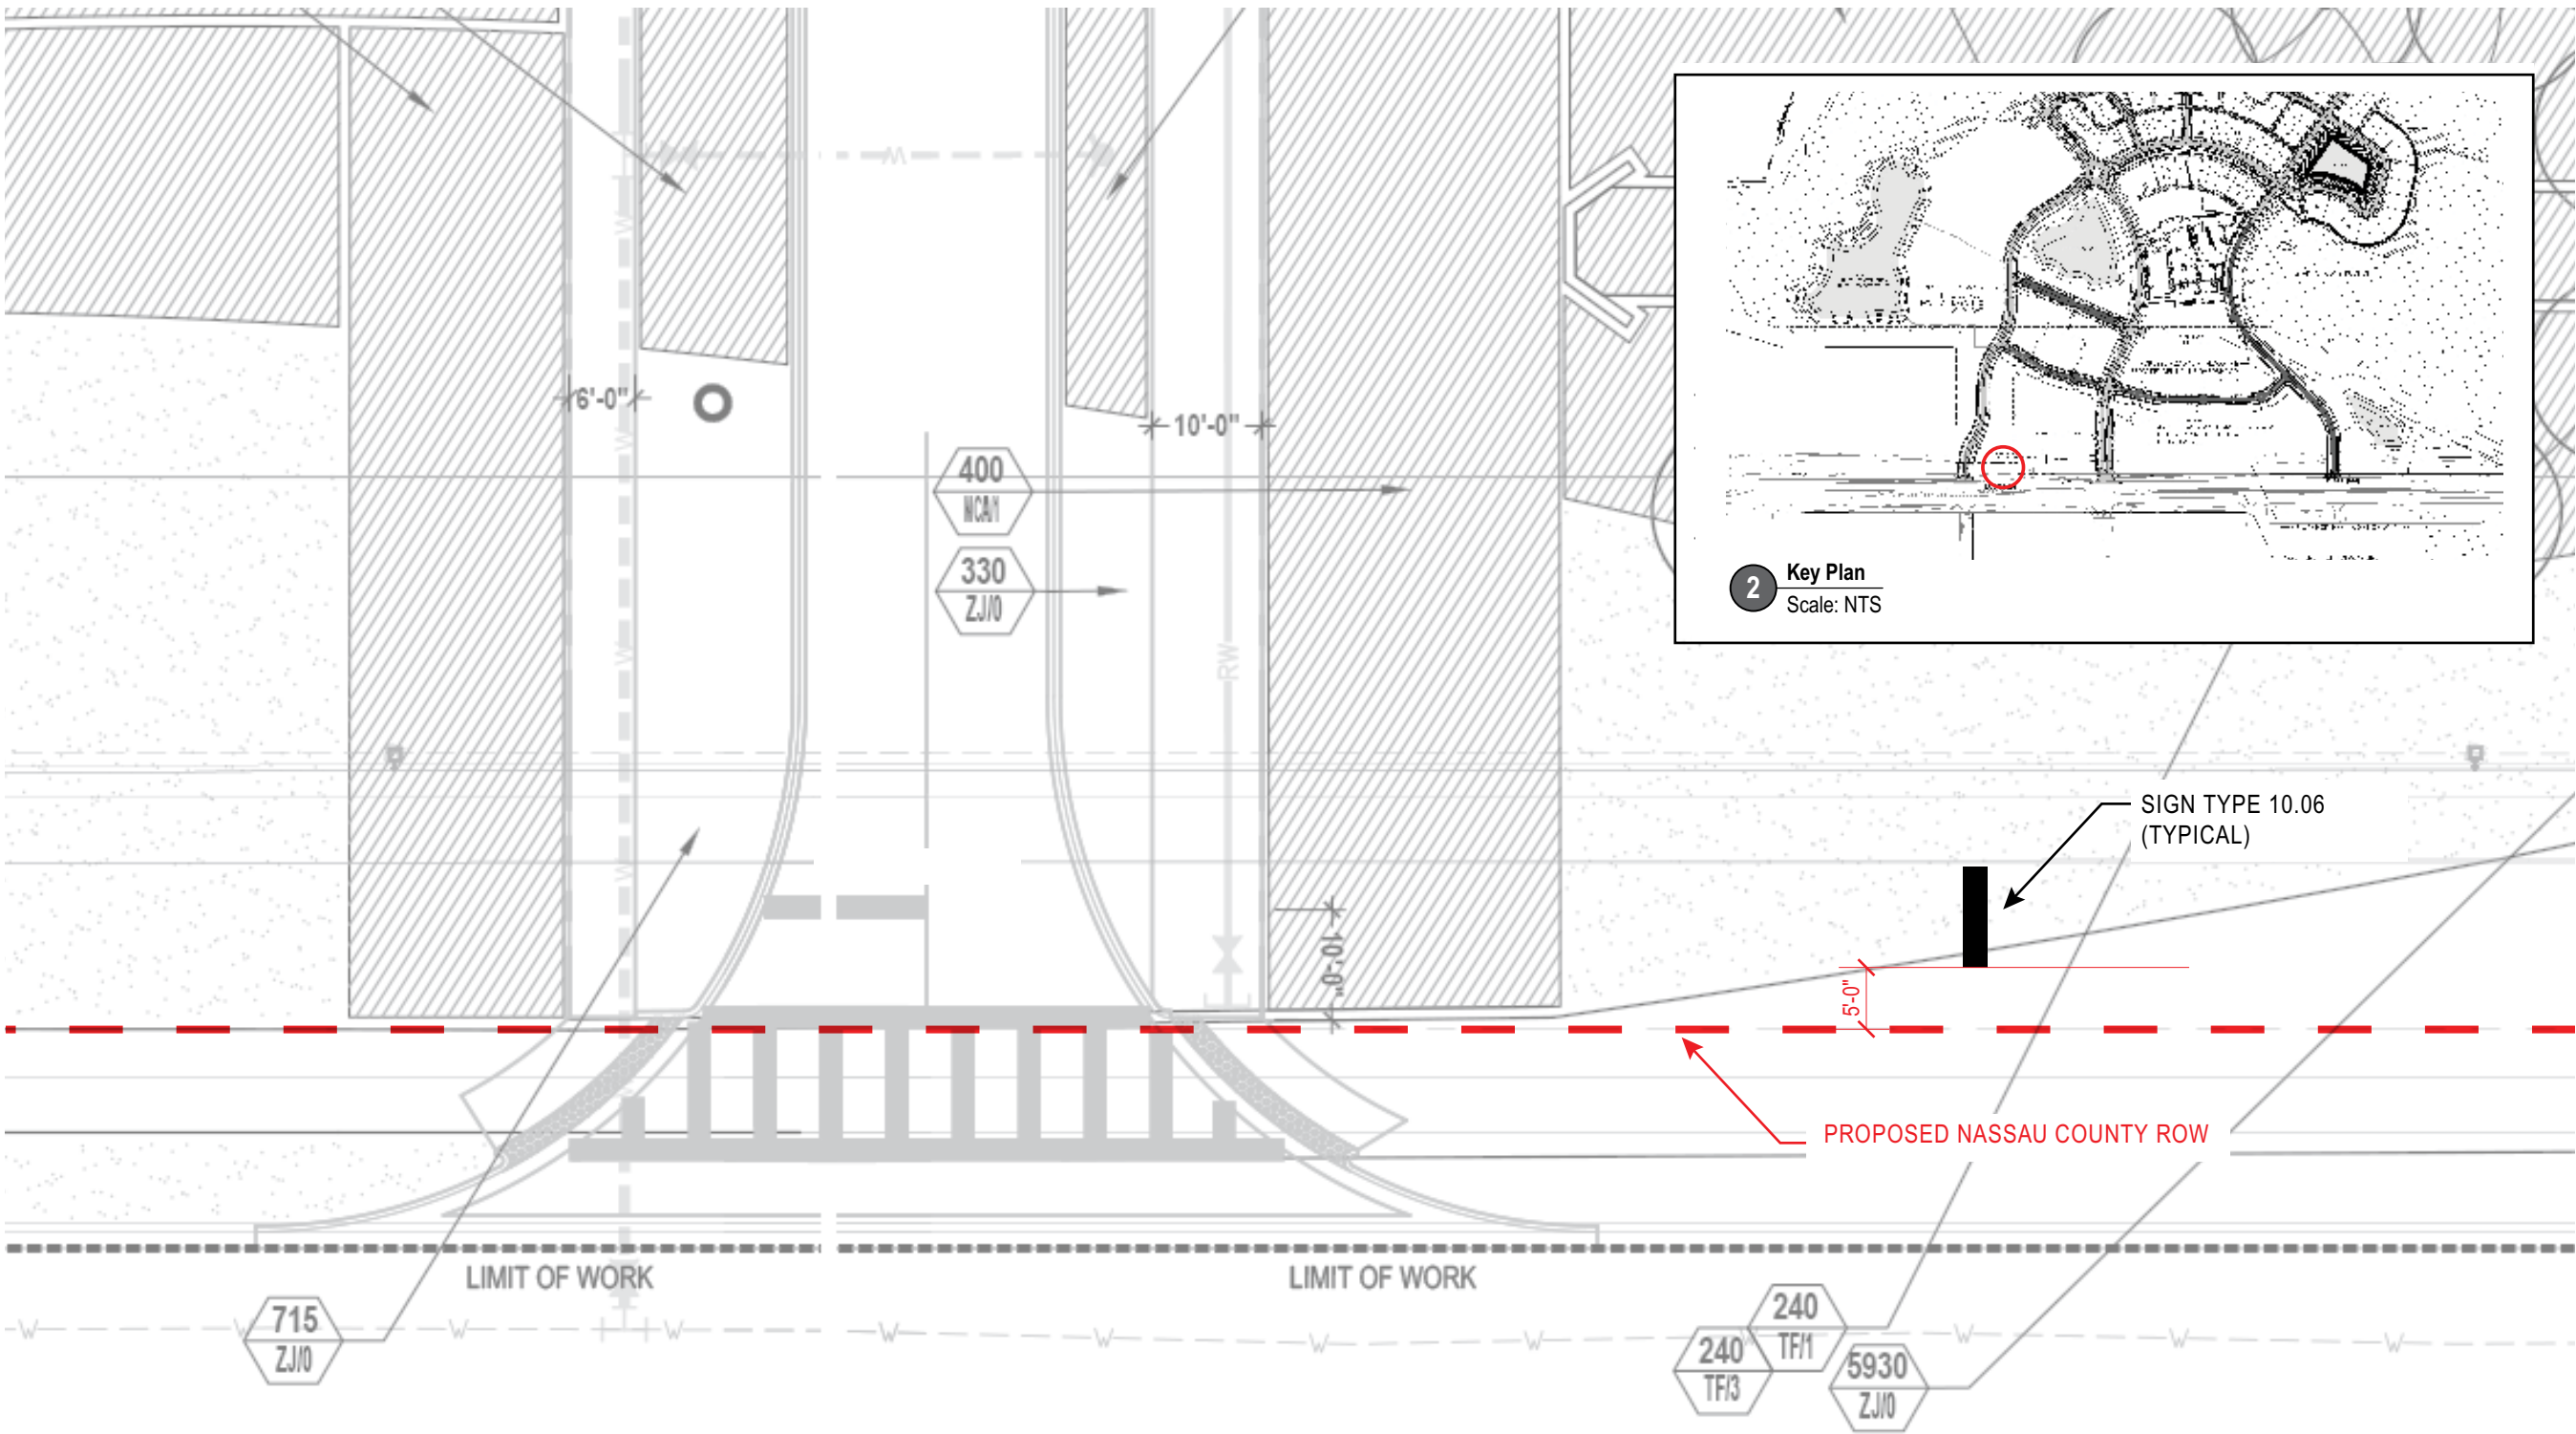 6'-0"
10'-0"
400
NCA/1
330
ZJ/0
2
Key Plan
Scale: NTS
W
W
W
W
W
RW
SIGN TYPE 10.06
(TYPICAL)
10'-0"
5'-0"
PROPOSED NASSAU COUNTY ROW
LIMIT OF WORK
LIMIT OF WORK
715
ZJ/0
W
W
W
W
W
W
W
W
W
W
W
240
TF/1
240
TF/3
5930
ZJ/0